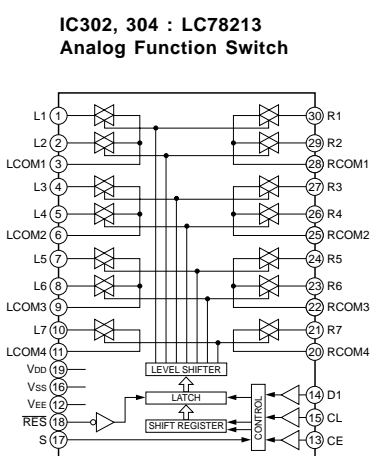 IC302, 304 : LC78213
Analog Function Switch
L1 1 30 R1
L2 2 29 R2
LCOM1 3 28 RCOM1
L3 4 27 R3
L4 5 26 R4
LCOM2 6 25 RCOM2
L5 7 24 R5
L6 8 23 R6
LCOM3 9 22 RCOM3
L7 10 21 R7
LCOM4 11 20 RCOM4
VDD 19 LEVEL SHIFTER
VSS 16
VEE 12 LATCH 14 D1
RES 18 SHIFT REGISTER CONTROL 15 CL
S 17 13 CE